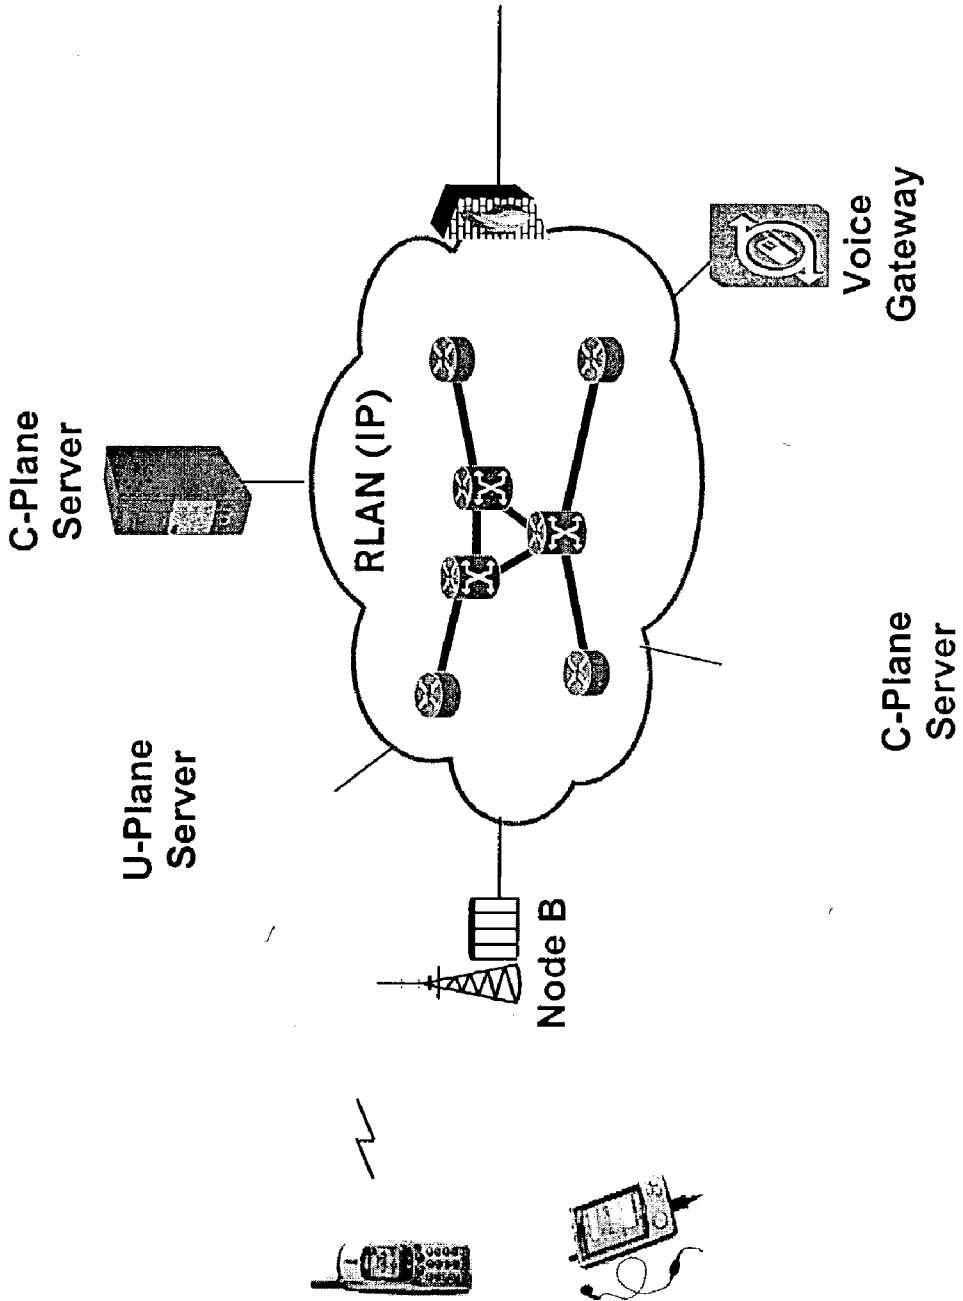 C-Plane
Server
U-Plane
Server
RLAN (IP)
Node B
Voice
Gateway
C-Plane
Server